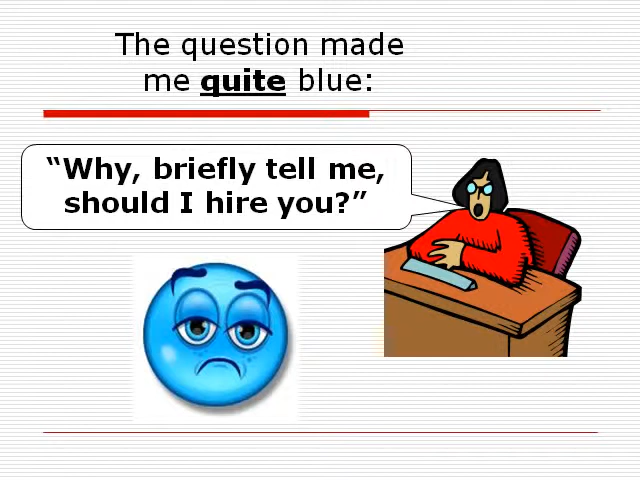 The question made
me quite blue:
“Why, briefly tell me,
should I hire you?”